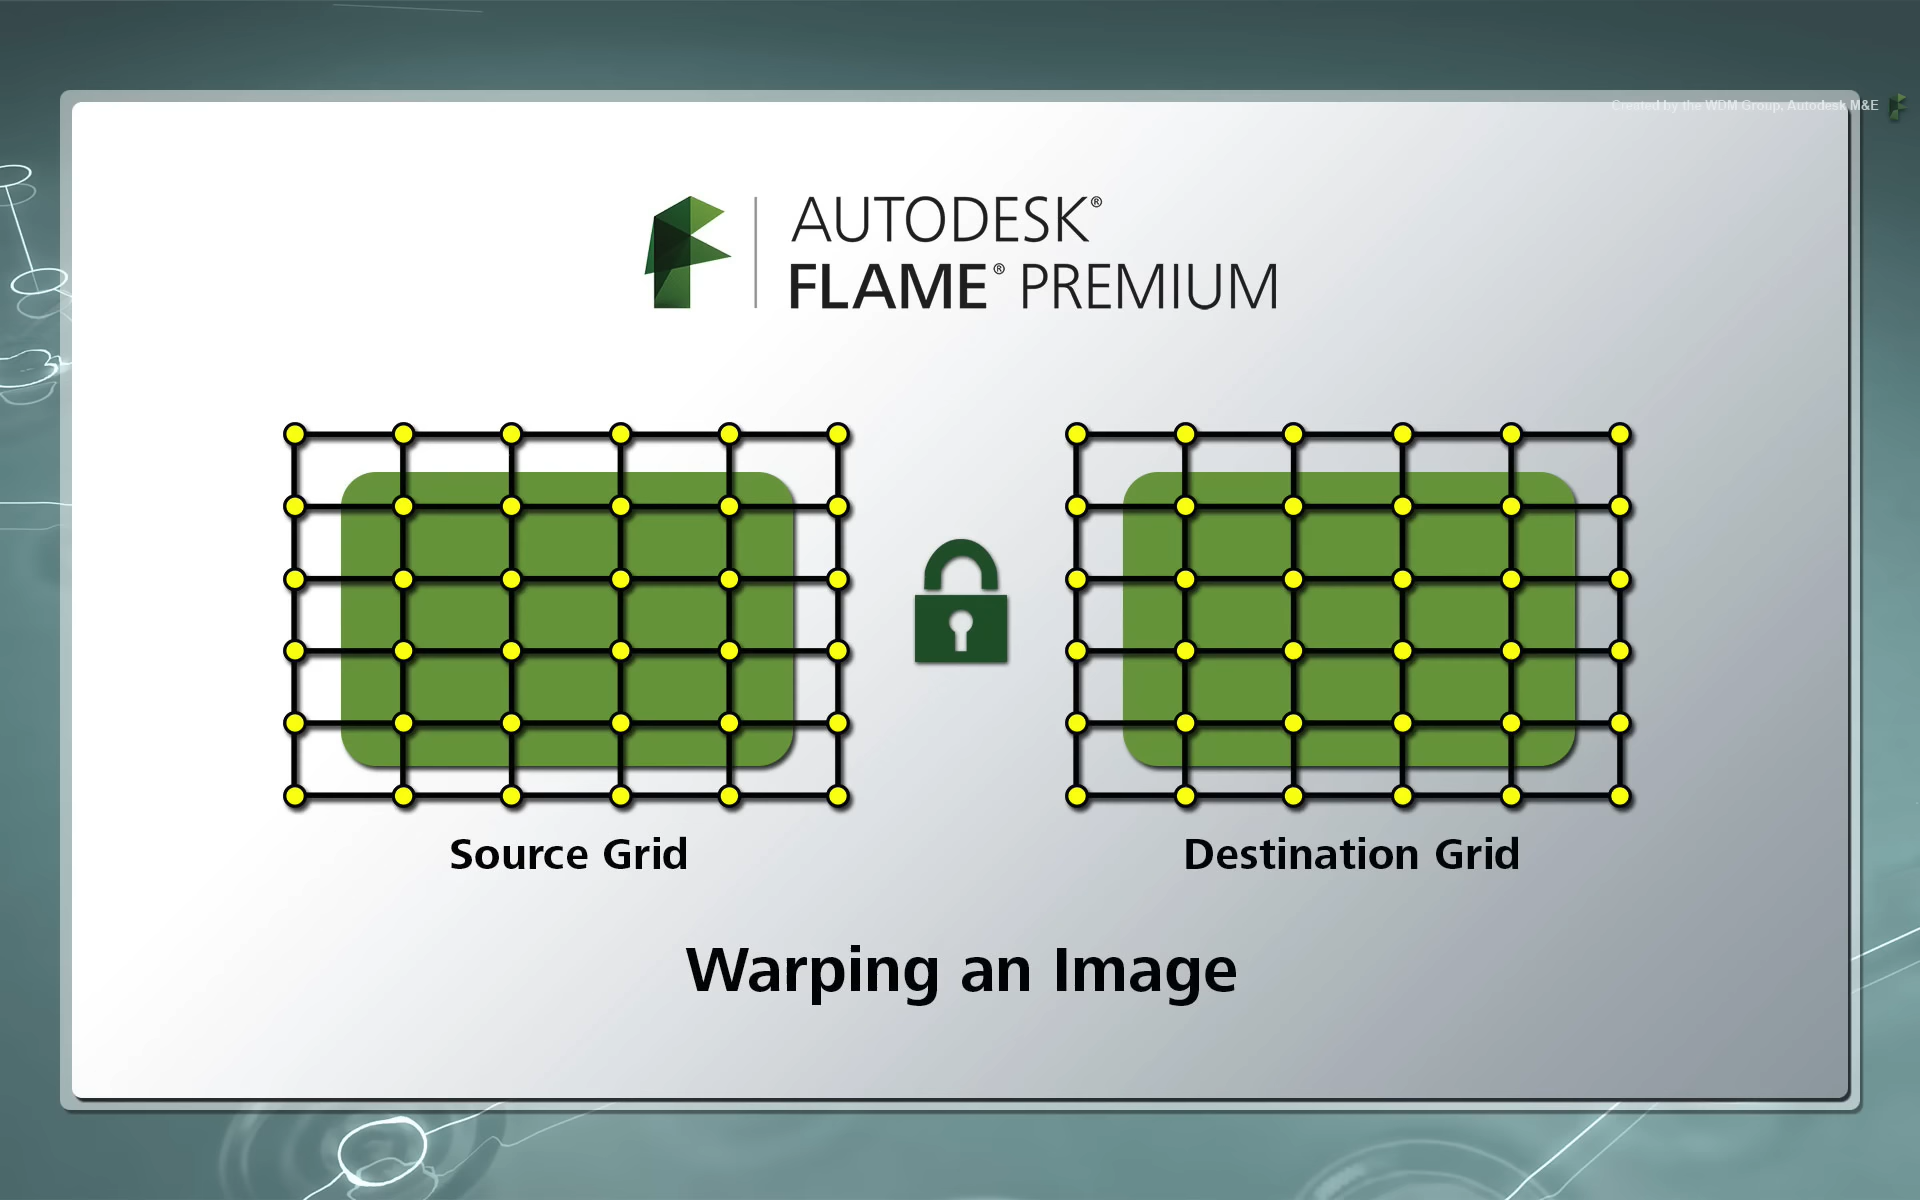 Created by the WDM Group, Autodesk M&E
AUTODESK®
FLAME® PREMIUM
Source Grid
Destination Grid
Warping an Image